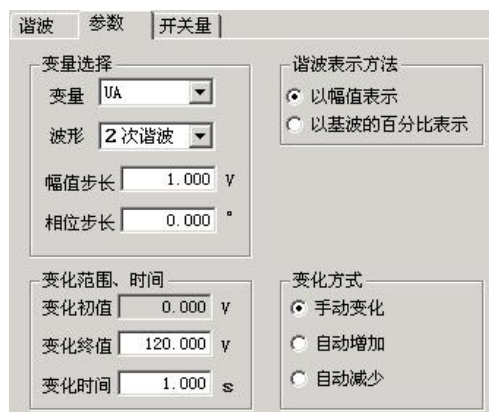 谐波 参数 开关量
变量选择
变量 UA
波形 2次谐波
幅值步长 1.000 V
相位步长 0.000 °
谐波表示方法
以幅值表示
以基波的百分比表示
变化范围、时间
变化初值 0.000 V
变化终值 120.000 V
变化时间 1.000 s
变化方式
手动变化
自动增加
自动减少